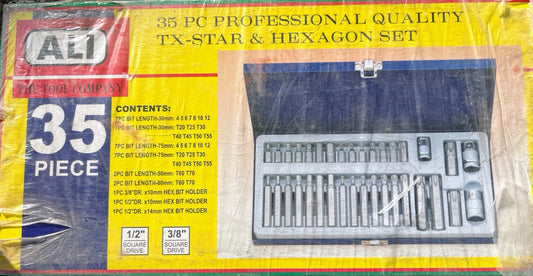 35 PC PROFESSIONAL QUALITY
TX-STAR & HEXAGON SET
ALI
THE TOOL COMPANY
35
PIECE
CONTENTS:
7PC BIT LENGTH-30mm: 4 5 6 7 8 10 12
7PC BIT LENGTH-30mm: T20 T25 T30
T40 T45 T50 T55
7PC BIT LENGTH-75mm: 4 5 6 7 8 10 12
7PC BIT LENGTH-75mm: T20 T25 T30
T40 T45 T50 T55
2PC BIT LENGTH-50mm: T60 T70
2PC BIT LENGTH-80mm: T60 T70
1PC 3/8"DR. x10mm HEX.BIT HOLDER
1PC 1/2"DR. x10mm HEX BIT HOLDER
1PC 1/2"DR. x14mm HEX BIT HOLDER
1/2"
SQUARE
DRIVE
3/8"
SQUARE
DRIVE